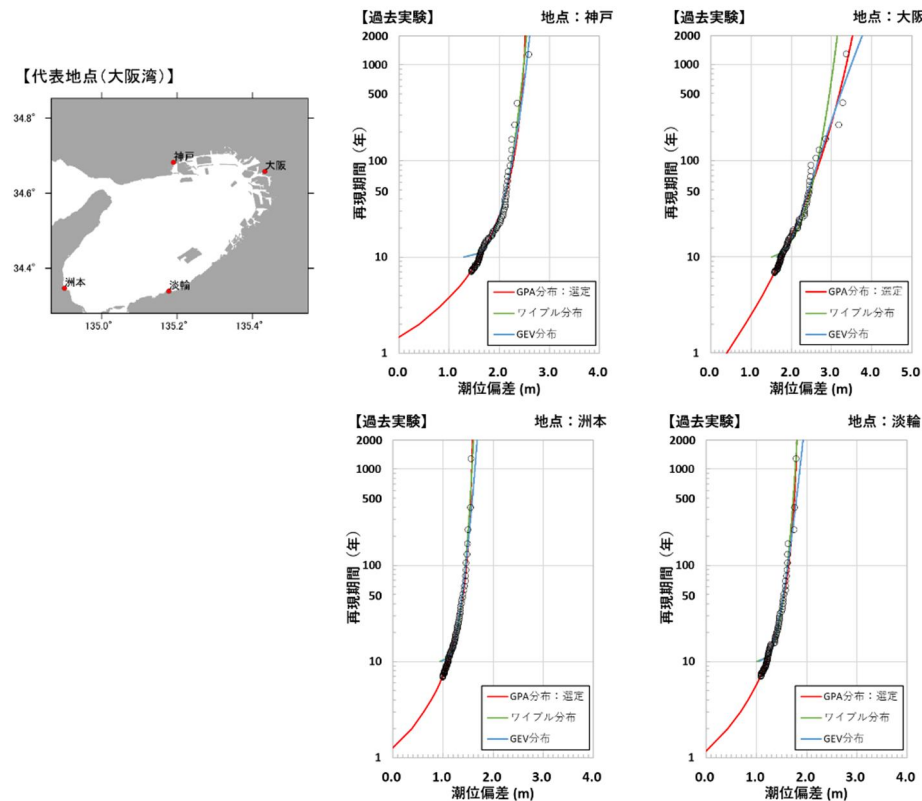 【過去実験】 地点：神戸
【過去実験】 地点：大阪
【代表地点（大阪湾）】
34.8°
34.6°
34.4°
135.0°
135.2°
135.4°
神戸
大阪
洲本
淡輪
再現期間（年）
2000
1000
500
100
50
10
1
GPA分布：選定
ワイブル分布
GEV分布
0.0 1.0 2.0 3.0 4.0
潮位偏差 (m)
再現期間（年）
2000
1000
500
100
50
10
1
GPA分布：選定
ワイブル分布
GEV分布
0.0 1.0 2.0 3.0 4.0 5.0
潮位偏差 (m)
【過去実験】 地点：洲本
再現期間（年）
2000
1000
500
100
50
10
1
GPA分布：選定
ワイブル分布
GEV分布
0.0 1.0 2.0 3.0 4.0
潮位偏差 (m)
【過去実験】 地点：淡輪
再現期間（年）
2000
1000
500
100
50
10
1
GPA分布：選定
ワイブル分布
GEV分布
0.0 1.0 2.0 3.0 4.0
潮位偏差 (m)